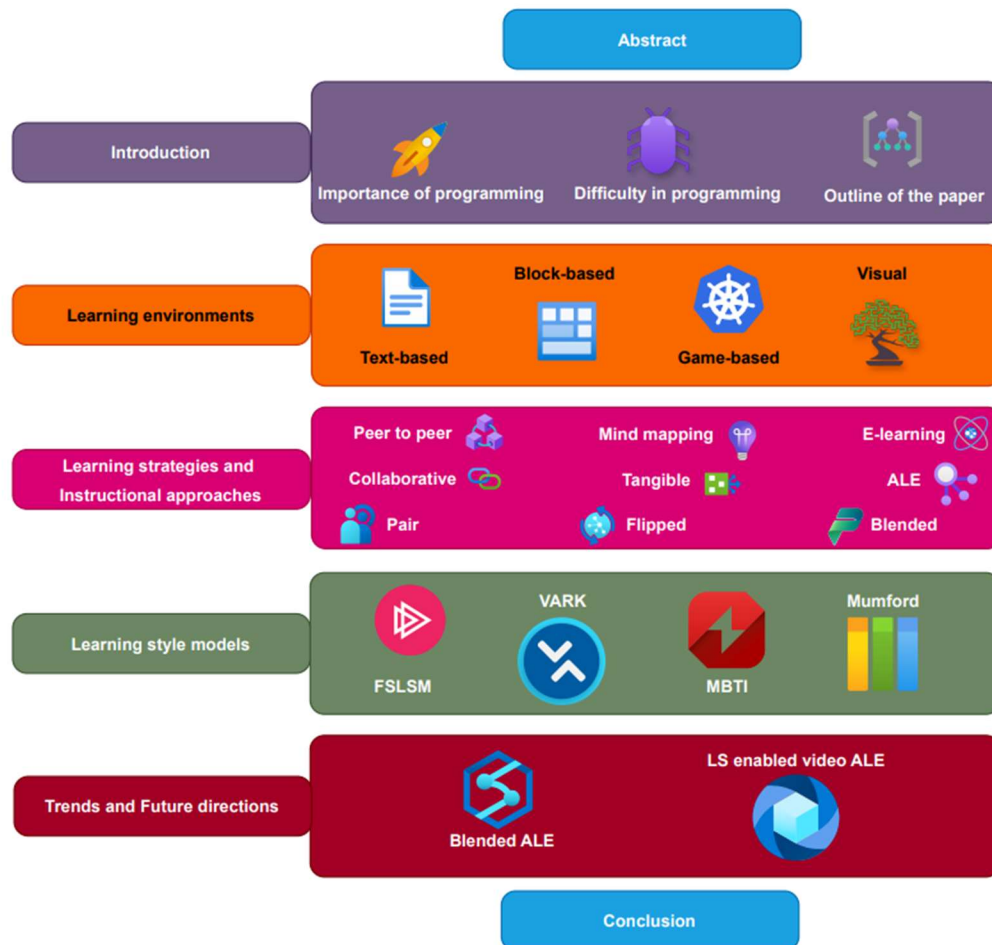 Abstract
Introduction
Importance of programming
Difficulty in programming
Outline of the paper
Learning environments
Text-based
Block-based
Game-based
Visual
Learning strategies and
Instructional approaches
Peer to peer
Mind mapping
E-learning
Collaborative
Tangible
ALE
Pair
Flipped
Blended
Learning style models
FSLSM
VARK
MBTI
Mumford
Trends and Future directions
Blended ALE
LS enabled video ALE
Conclusion